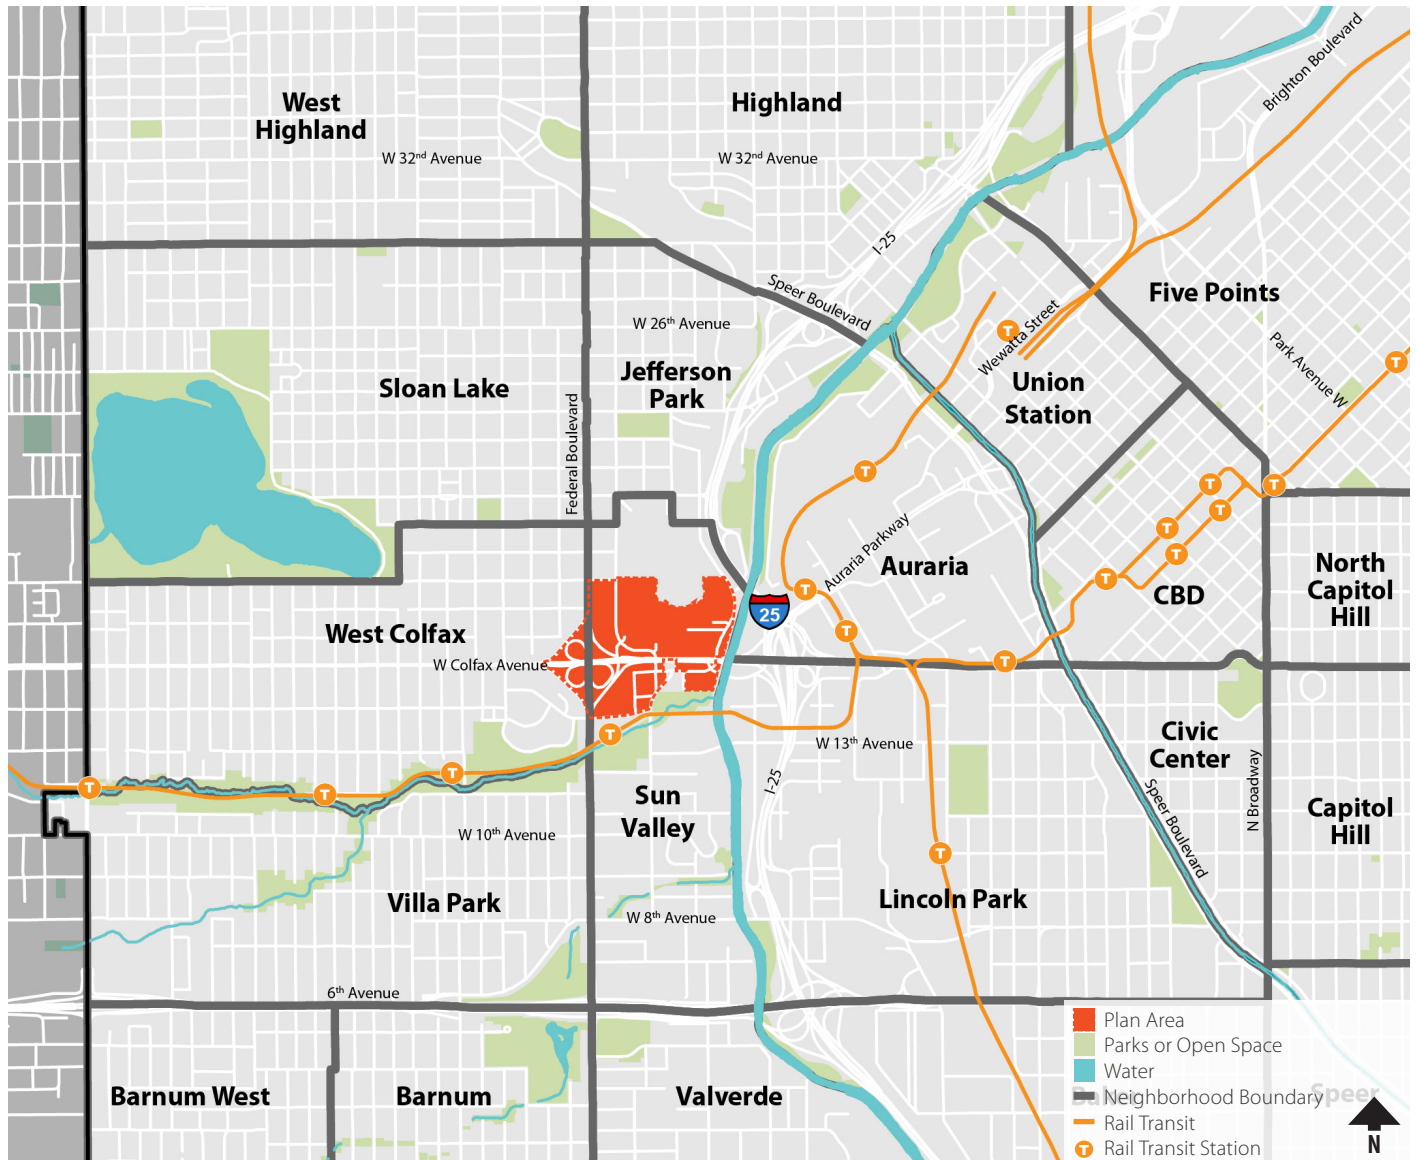 West
Highland
Highland
W 32nd Avenue
W 32nd Avenue
Brighton Boulevard
I-25
Speer Boulevard
Five Points
W 26th Avenue
Wewatta Street
Park Avenue W
Jefferson
Park
Sloan Lake
Union
Station
T
T
Federal Boulevard
T
T
T
T
T
T
T
T
Auraria Parkway
Auraria
North
Capitol
Hill
CBD
T
25
T
T
West Colfax
W Colfax Avenue
Civic
Center
W 13th Avenue
T
T
T
T
I-25
Sun
Valley
N Broadway
Speer Boulevard
Capitol
Hill
W 10th Avenue
T
Villa Park
Lincoln Park
W 8th Avenue
6th Avenue
Barnum West
Barnum
Valverde
Plan Area
Parks or Open Space
Water
Neighborhood Boundary
Speer
Rail Transit
T
Rail Transit Station
N